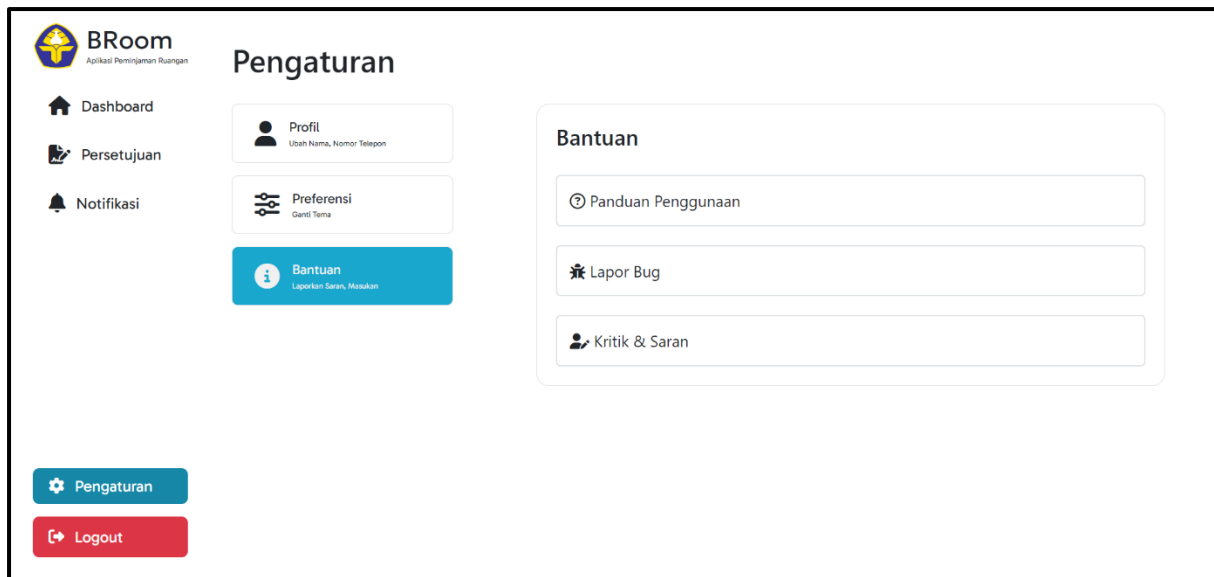 BRoom
Aplikasi Peminjaman Ruangan
Dashboard
Persetujuan
Notifikasi
Pengaturan
Logout
Pengaturan
Profil
Ubah Nama, Nomor Telepon
Preferensi
Ganti Tema
Bantuan
Laporkan Saran, Masukan
Bantuan
Panduan Penggunaan
Lapor Bug
Kritik & Saran